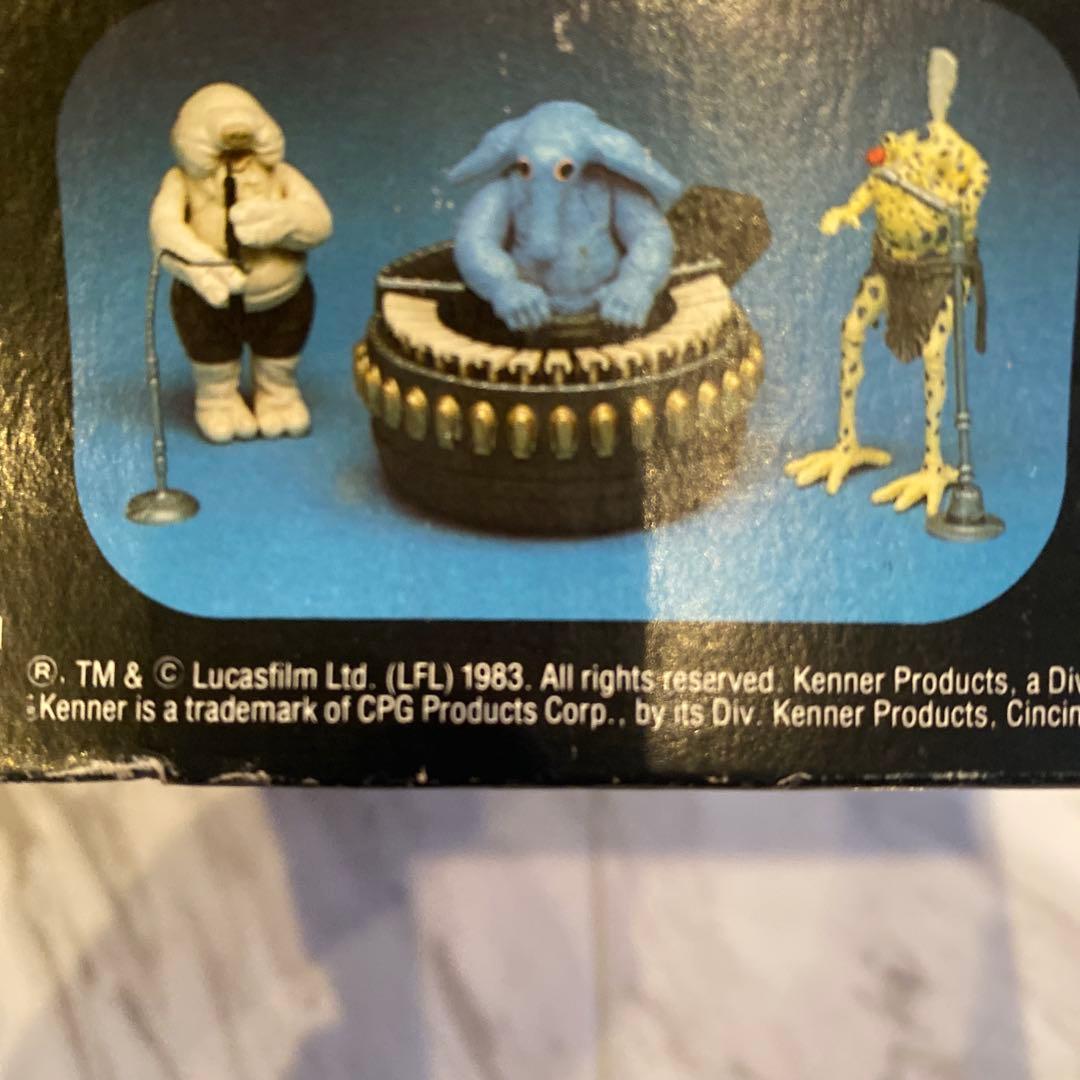 ®, TM & © Lucasfilm Ltd. (LFL) 1983. All rights reserved. Kenner Products, a Div
Kenner is a trademark of CPG Products Corp., by its Div. Kenner Products, Cincin